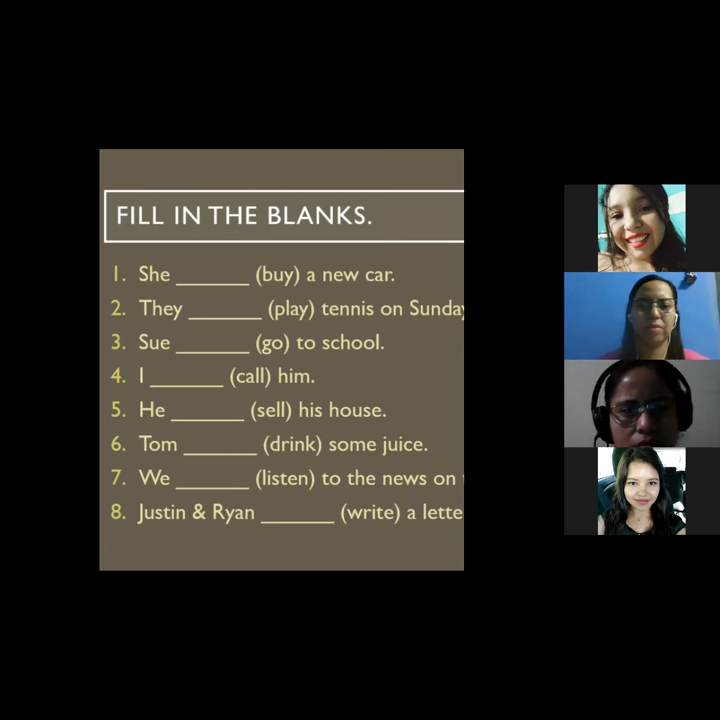 FILL IN THE BLANKS.
1. She _______ (buy) a new car.
2. They _______ (play) tennis on Sunday
3. Sue _______ (go) to school.
4. I _______ (call) him.
5. He _______ (sell) his house.
6. Tom _______ (drink) some juice.
7. We _______ (listen) to the news on
8. Justin & Ryan _______ (write) a lette